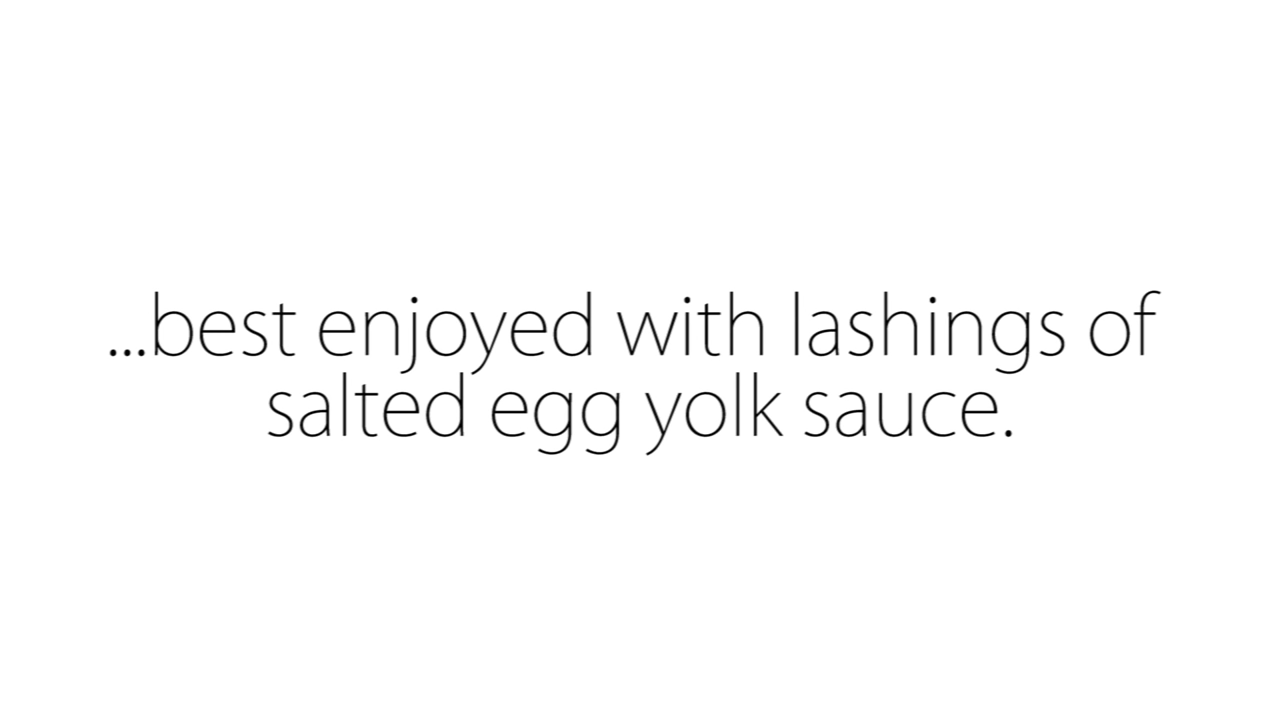 ...best enjoyed with lashings of
salted egg yolk sauce.